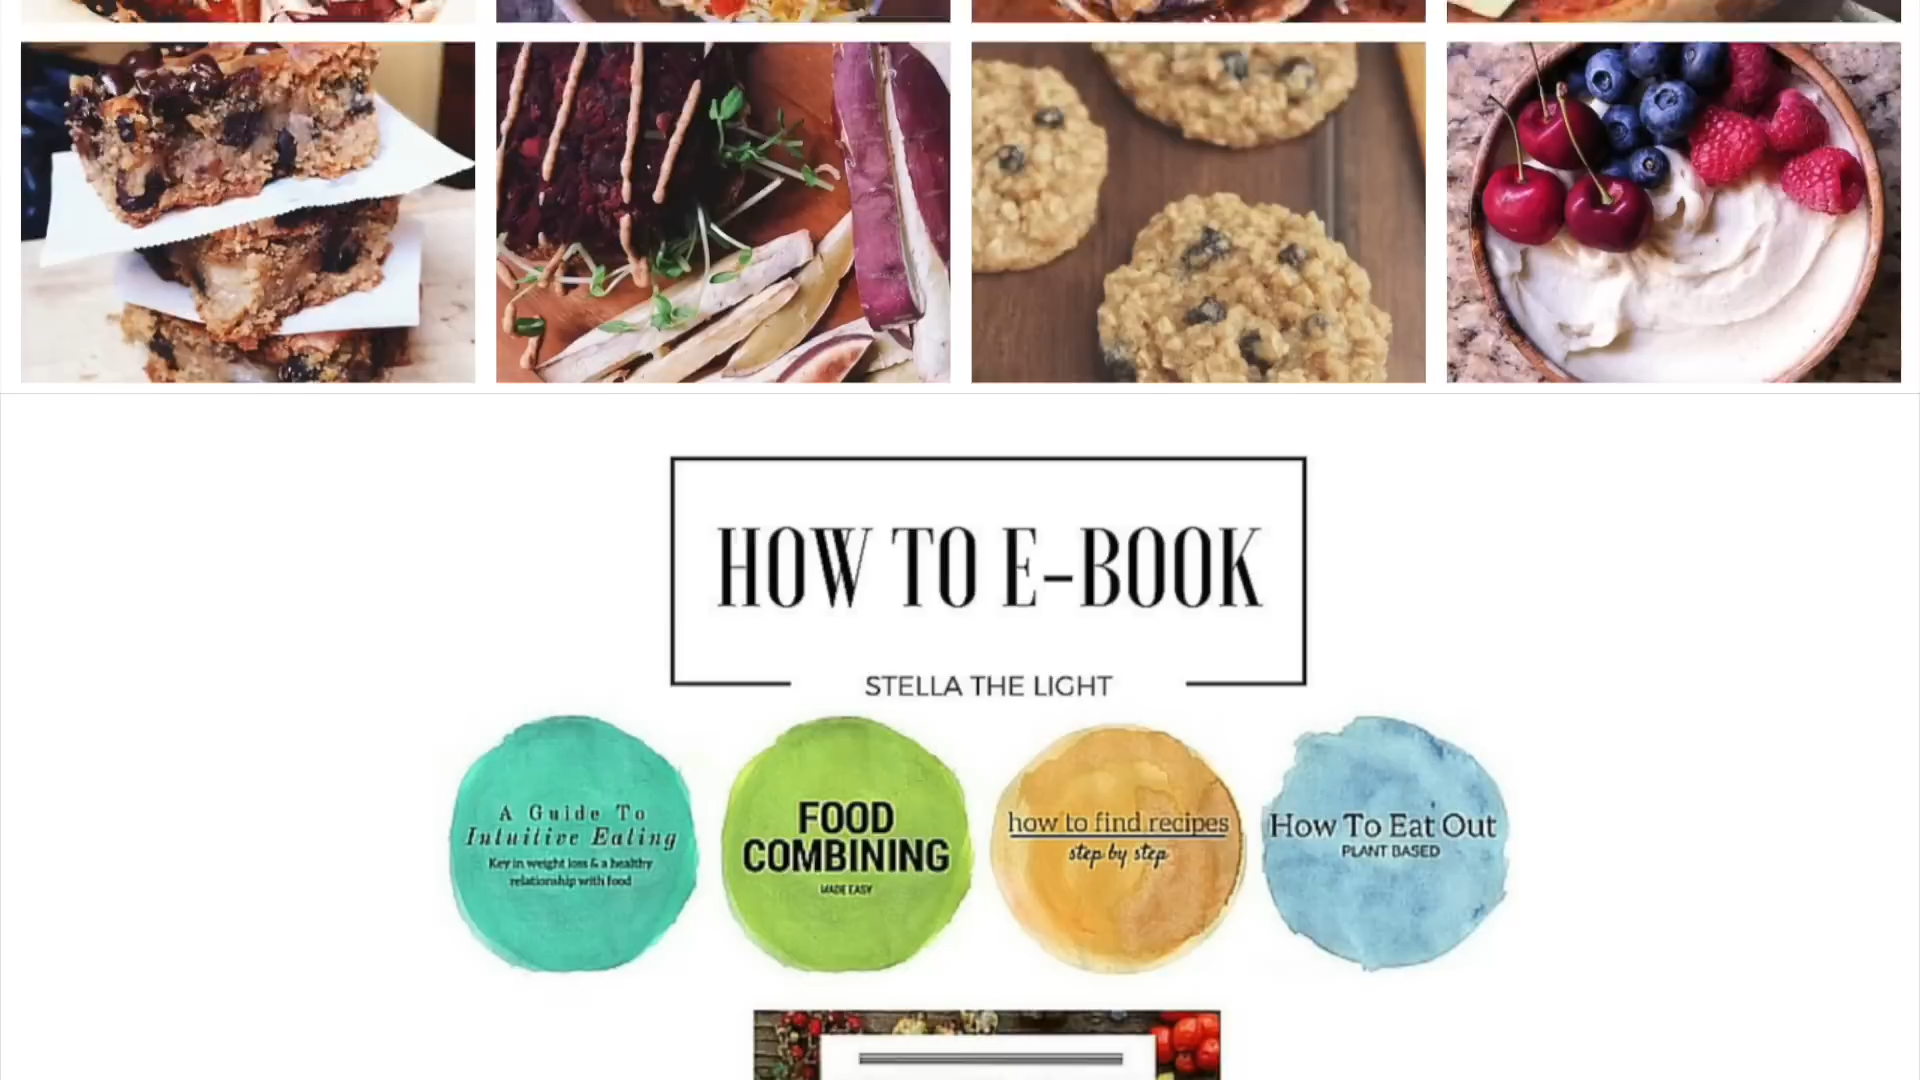 HOW TO E-BOOK
STELLA THE LIGHT
A Guide To
Intuitive Eating
Key in weight loss & a healthy
relationship with food
FOOD
COMBINING
MADE EASY
how to find recipes
step by step
How To Eat Out
PLANT BASED